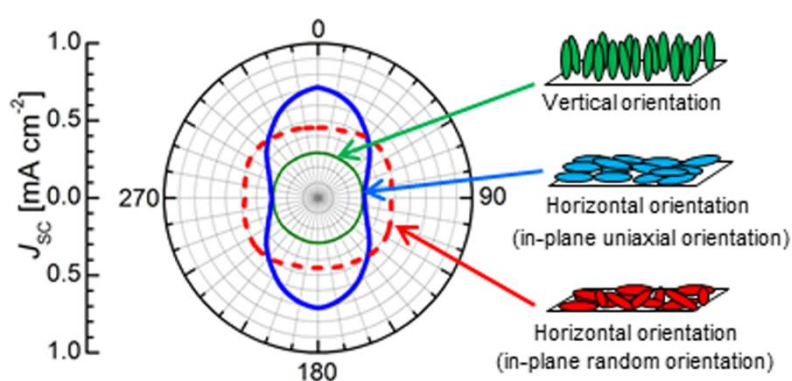 0
1.0
0.5
0.0
0.5
1.0
J_SC [mA cm^-2]
270
90
180
Vertical orientation
Horizontal orientation
(in-plane uniaxial orientation)
Horizontal orientation
(in-plane random orientation)